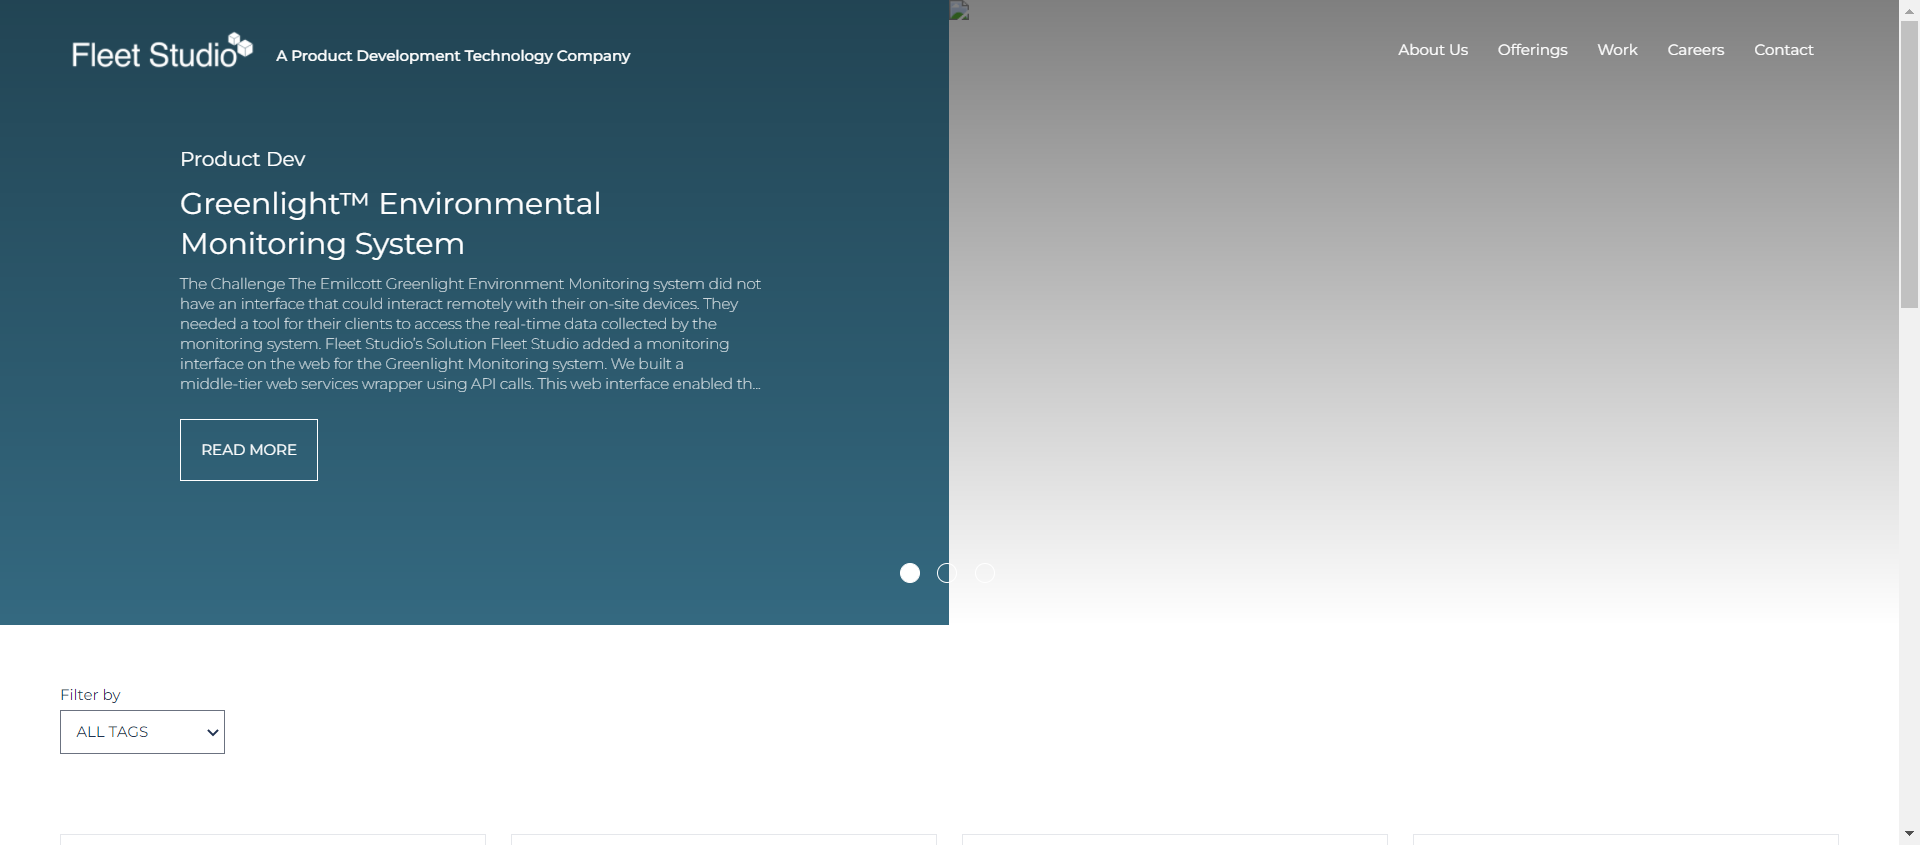 Fleet Studio
A Product Development Technology Company
About Us
Offerings
Work
Careers
Contact
Product Dev
Greenlight™ Environmental
Monitoring System
The Challenge The Emilcott Greenlight Environment Monitoring system did not
have an interface that could interact remotely with their on-site devices. They
needed a tool for their clients to access the real-time data collected by the
monitoring system. Fleet Studio’s Solution Fleet Studio added a monitoring
interface on the web for the Greenlight Monitoring system. We built a
middle-tier web services wrapper using API calls. This web interface enabled th...
READ MORE
Filter by
ALL TAGS